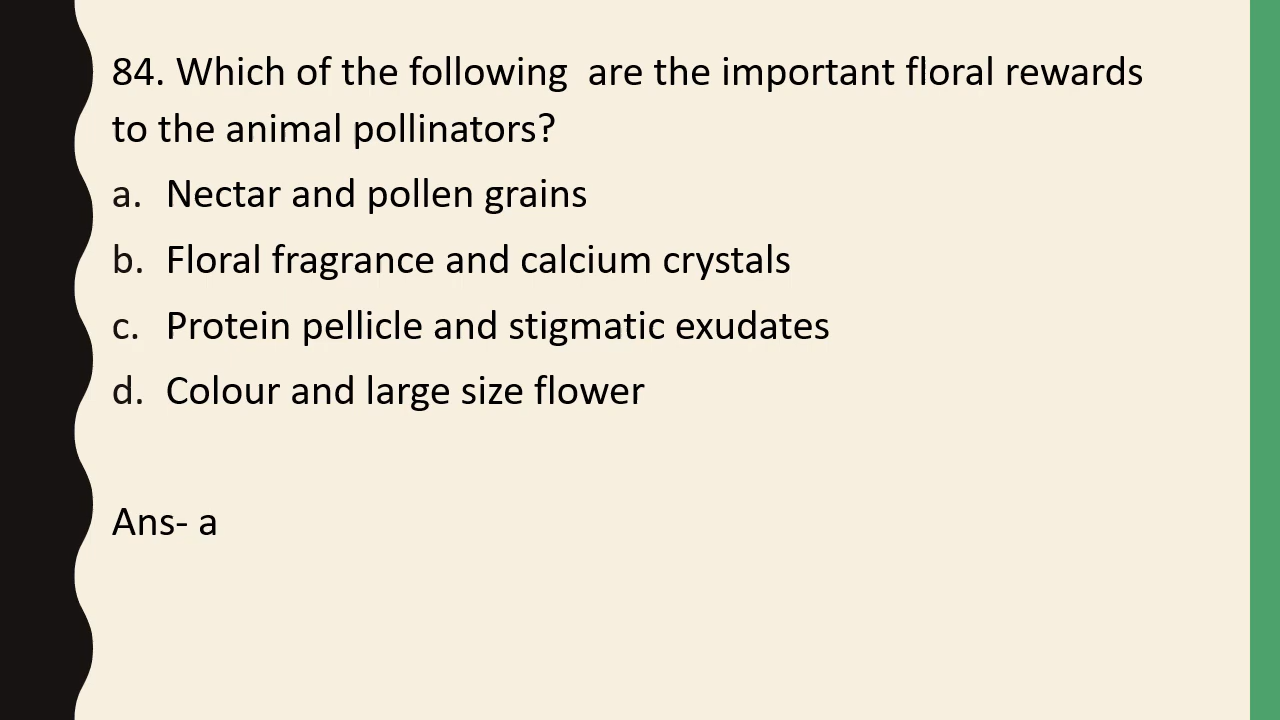 84. Which of the following  are the important floral rewards
to the animal pollinators?
a. Nectar and pollen grains
b. Floral fragrance and calcium crystals
c. Protein pellicle and stigmatic exudates
d. Colour and large size flower
Ans- a